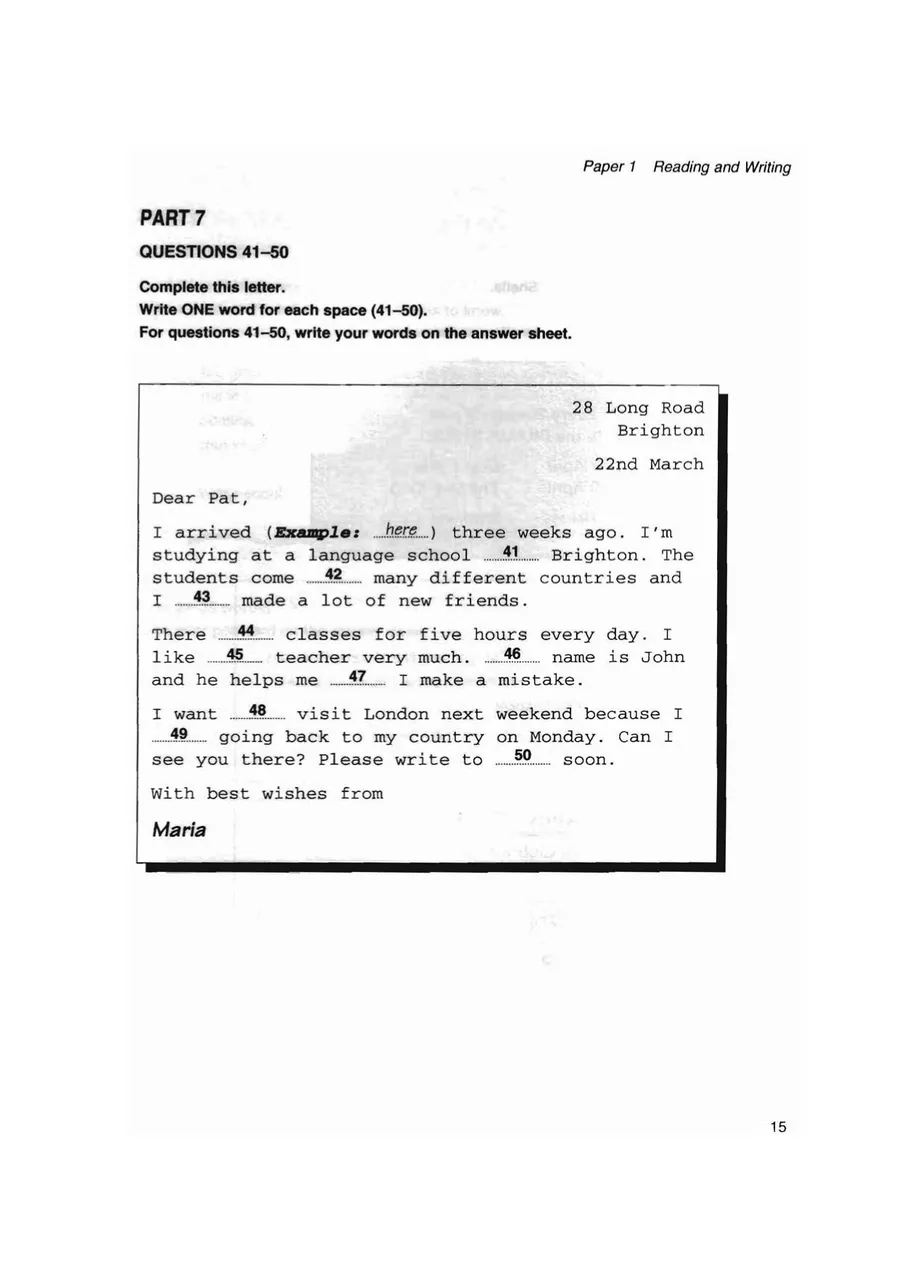 Paper 1 Reading and Writing
PART 7
QUESTIONS 41–50
Complete this letter.
Write ONE word for each space (41–50).
For questions 41–50, write your words on the answer sheet.
28 Long Road
Brighton
22nd March
Dear Pat,
I arrived (Example: ....here....) three weeks ago. I'm
studying at a language school ....41.... Brighton. The
students come ....42.... many different countries and
I ....43.... made a lot of new friends.
There ....44.... classes for five hours every day. I
like ....45.... teacher very much. ....46.... name is John
and he helps me ....47.... I make a mistake.
I want ....48.... visit London next weekend because I
....49.... going back to my country on Monday. Can I
see you there? Please write to ....50.... soon.
With best wishes from
Maria
15